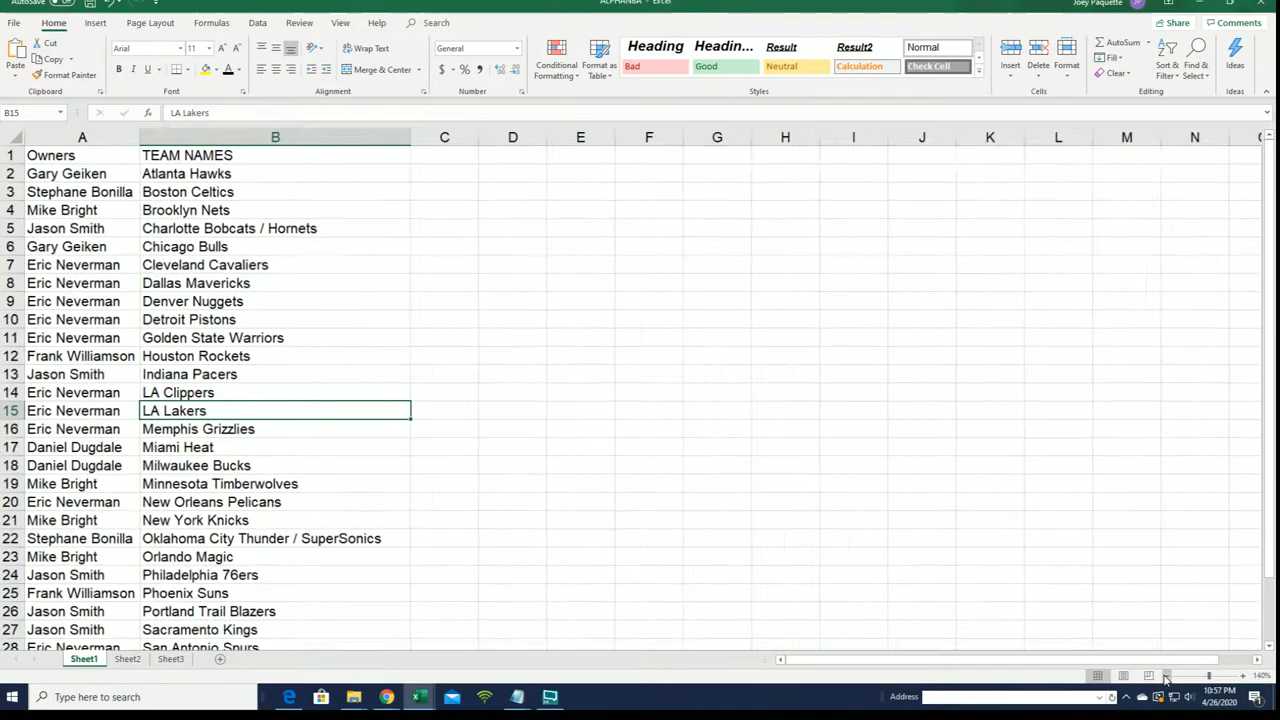 AutoSave ALPHANBA - Excel Joey Paquette JP
File Home Insert Page Layout Formulas Data Review View Help Search Share Comments
Paste Cut Copy Format Painter Clipboard
Arial 11 A A B I U A Font
Wrap Text Merge & Center Alignment
General $ % Number
Conditional Formatting Format as Table
Heading Headin... Result Result2 Normal
Bad Good Neutral Calculation Check Cell
Styles
Insert Delete Format Cells
AutoSum Fill Clear Sort & Filter Find & Select Editing
Ideas Ideas
B15 fx LA Lakers
A B C D E F G H I J K L M N
1 Owners TEAM NAMES
2 Gary Geiken Atlanta Hawks
3 Stephane Bonilla Boston Celtics
4 Mike Bright Brooklyn Nets
5 Jason Smith Charlotte Bobcats / Hornets
6 Gary Geiken Chicago Bulls
7 Eric Neverman Cleveland Cavaliers
8 Eric Neverman Dallas Mavericks
9 Eric Neverman Denver Nuggets
10 Eric Neverman Detroit Pistons
11 Eric Neverman Golden State Warriors
12 Frank Williamson Houston Rockets
13 Jason Smith Indiana Pacers
14 Eric Neverman LA Clippers
15 Eric Neverman LA Lakers
16 Eric Neverman Memphis Grizzlies
17 Daniel Dugdale Miami Heat
18 Daniel Dugdale Milwaukee Bucks
19 Mike Bright Minnesota Timberwolves
20 Eric Neverman New Orleans Pelicans
21 Mike Bright New York Knicks
22 Stephane Bonilla Oklahoma City Thunder / SuperSonics
23 Mike Bright Orlando Magic
24 Jason Smith Philadelphia 76ers
25 Frank Williamson Phoenix Suns
26 Jason Smith Portland Trail Blazers
27 Jason Smith Sacramento Kings
28 Eric Neverman San Antonio Spurs
Sheet1 Sheet2 Sheet3
140%
Type here to search Address 10:57 PM
4/26/2020